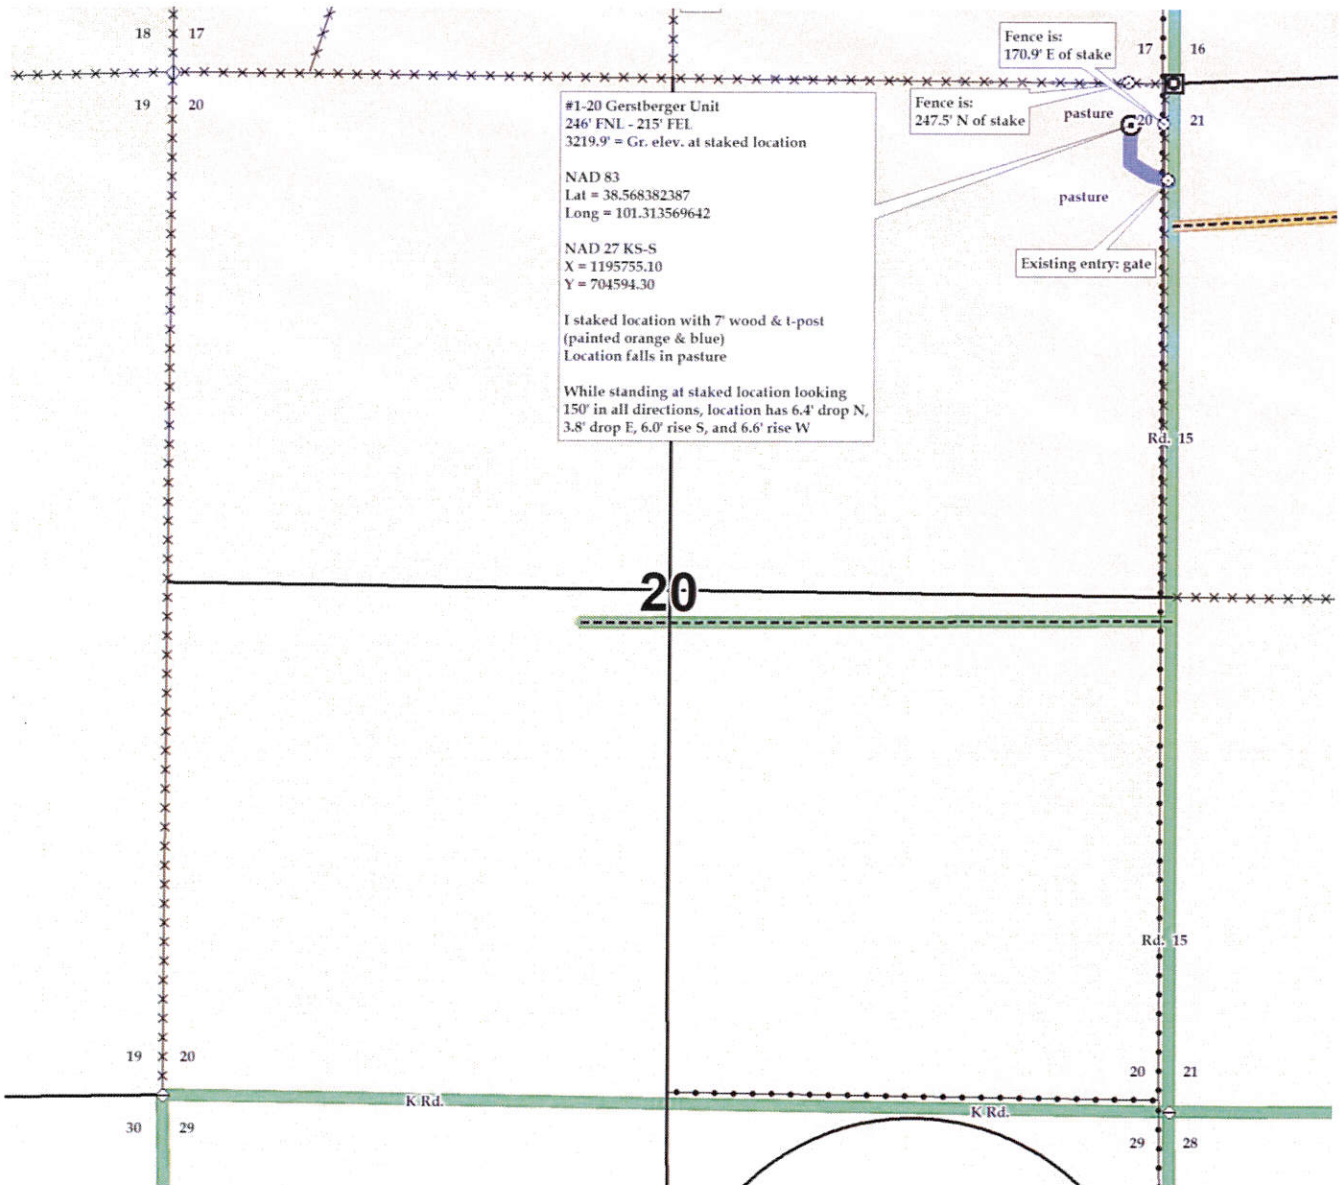 18 17
Fence is:
170.9' E of stake
17 16
19 20
#1-20 Gerstberger Unit
246' FNL - 215' FEL
3219.9' = Gr. elev. at staked location
NAD 83
Lat = 38.568382387
Long = 101.313569642
NAD 27 KS-S
X = 1195755.10
Y = 704594.30
I staked location with 7' wood & t-post
(painted orange & blue)
Location falls in pasture
While standing at staked location looking
150' in all directions, location has 6.4' drop N,
3.8' drop E, 6.0' rise S, and 6.6' rise W
Fence is:
247.5' N of stake
pasture
20 21
pasture
Existing entry: gate
Rd. 15
20
Rd. 15
19 20
20 21
K Rd.
K Rd.
30 29
29 28